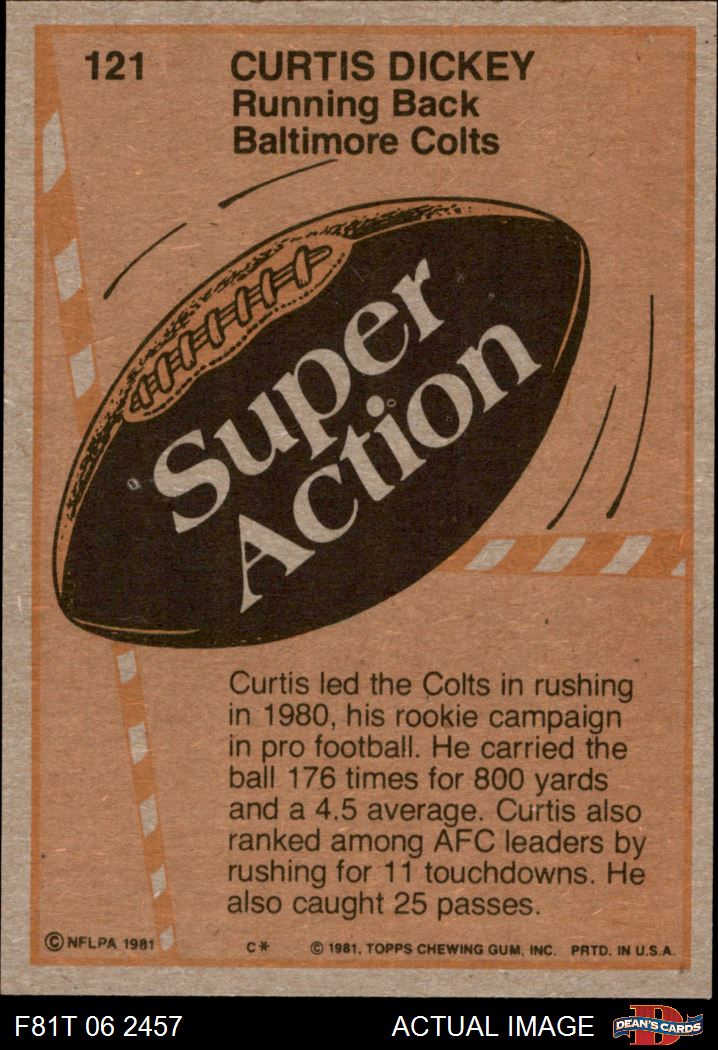 121 CURTIS DICKEY
Running Back
Baltimore Colts
Super
Action
Curtis led the Colts in rushing
in 1980, his rookie campaign
in pro football. He carried the
ball 176 times for 800 yards
and a 4.5 average. Curtis also
ranked among AFC leaders by
rushing for 11 touchdowns. He
also caught 25 passes.
© NFLPA 1981 C* © 1981, TOPPS CHEWING GUM, INC. PRTD. IN U.S.A.
F81T 06 2457 ACTUAL IMAGE D DEAN'S CARDS